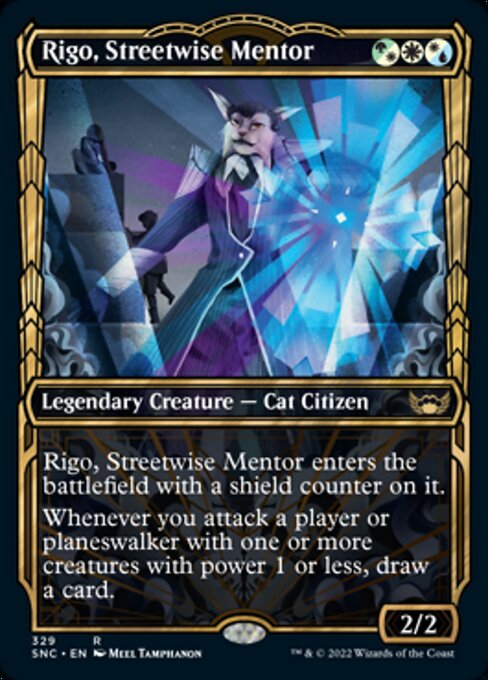 Rigo, Streetwise Mentor
Legendary Creature — Cat Citizen
Rigo, Streetwise Mentor enters the
battlefield with a shield counter on it.
Whenever you attack a player or
planeswalker with one or more
creatures with power 1 or less, draw
a card.
2/2
329 R
SNC • EN MEEL TAMPHANON
™ & © 2022 Wizards of the Coast